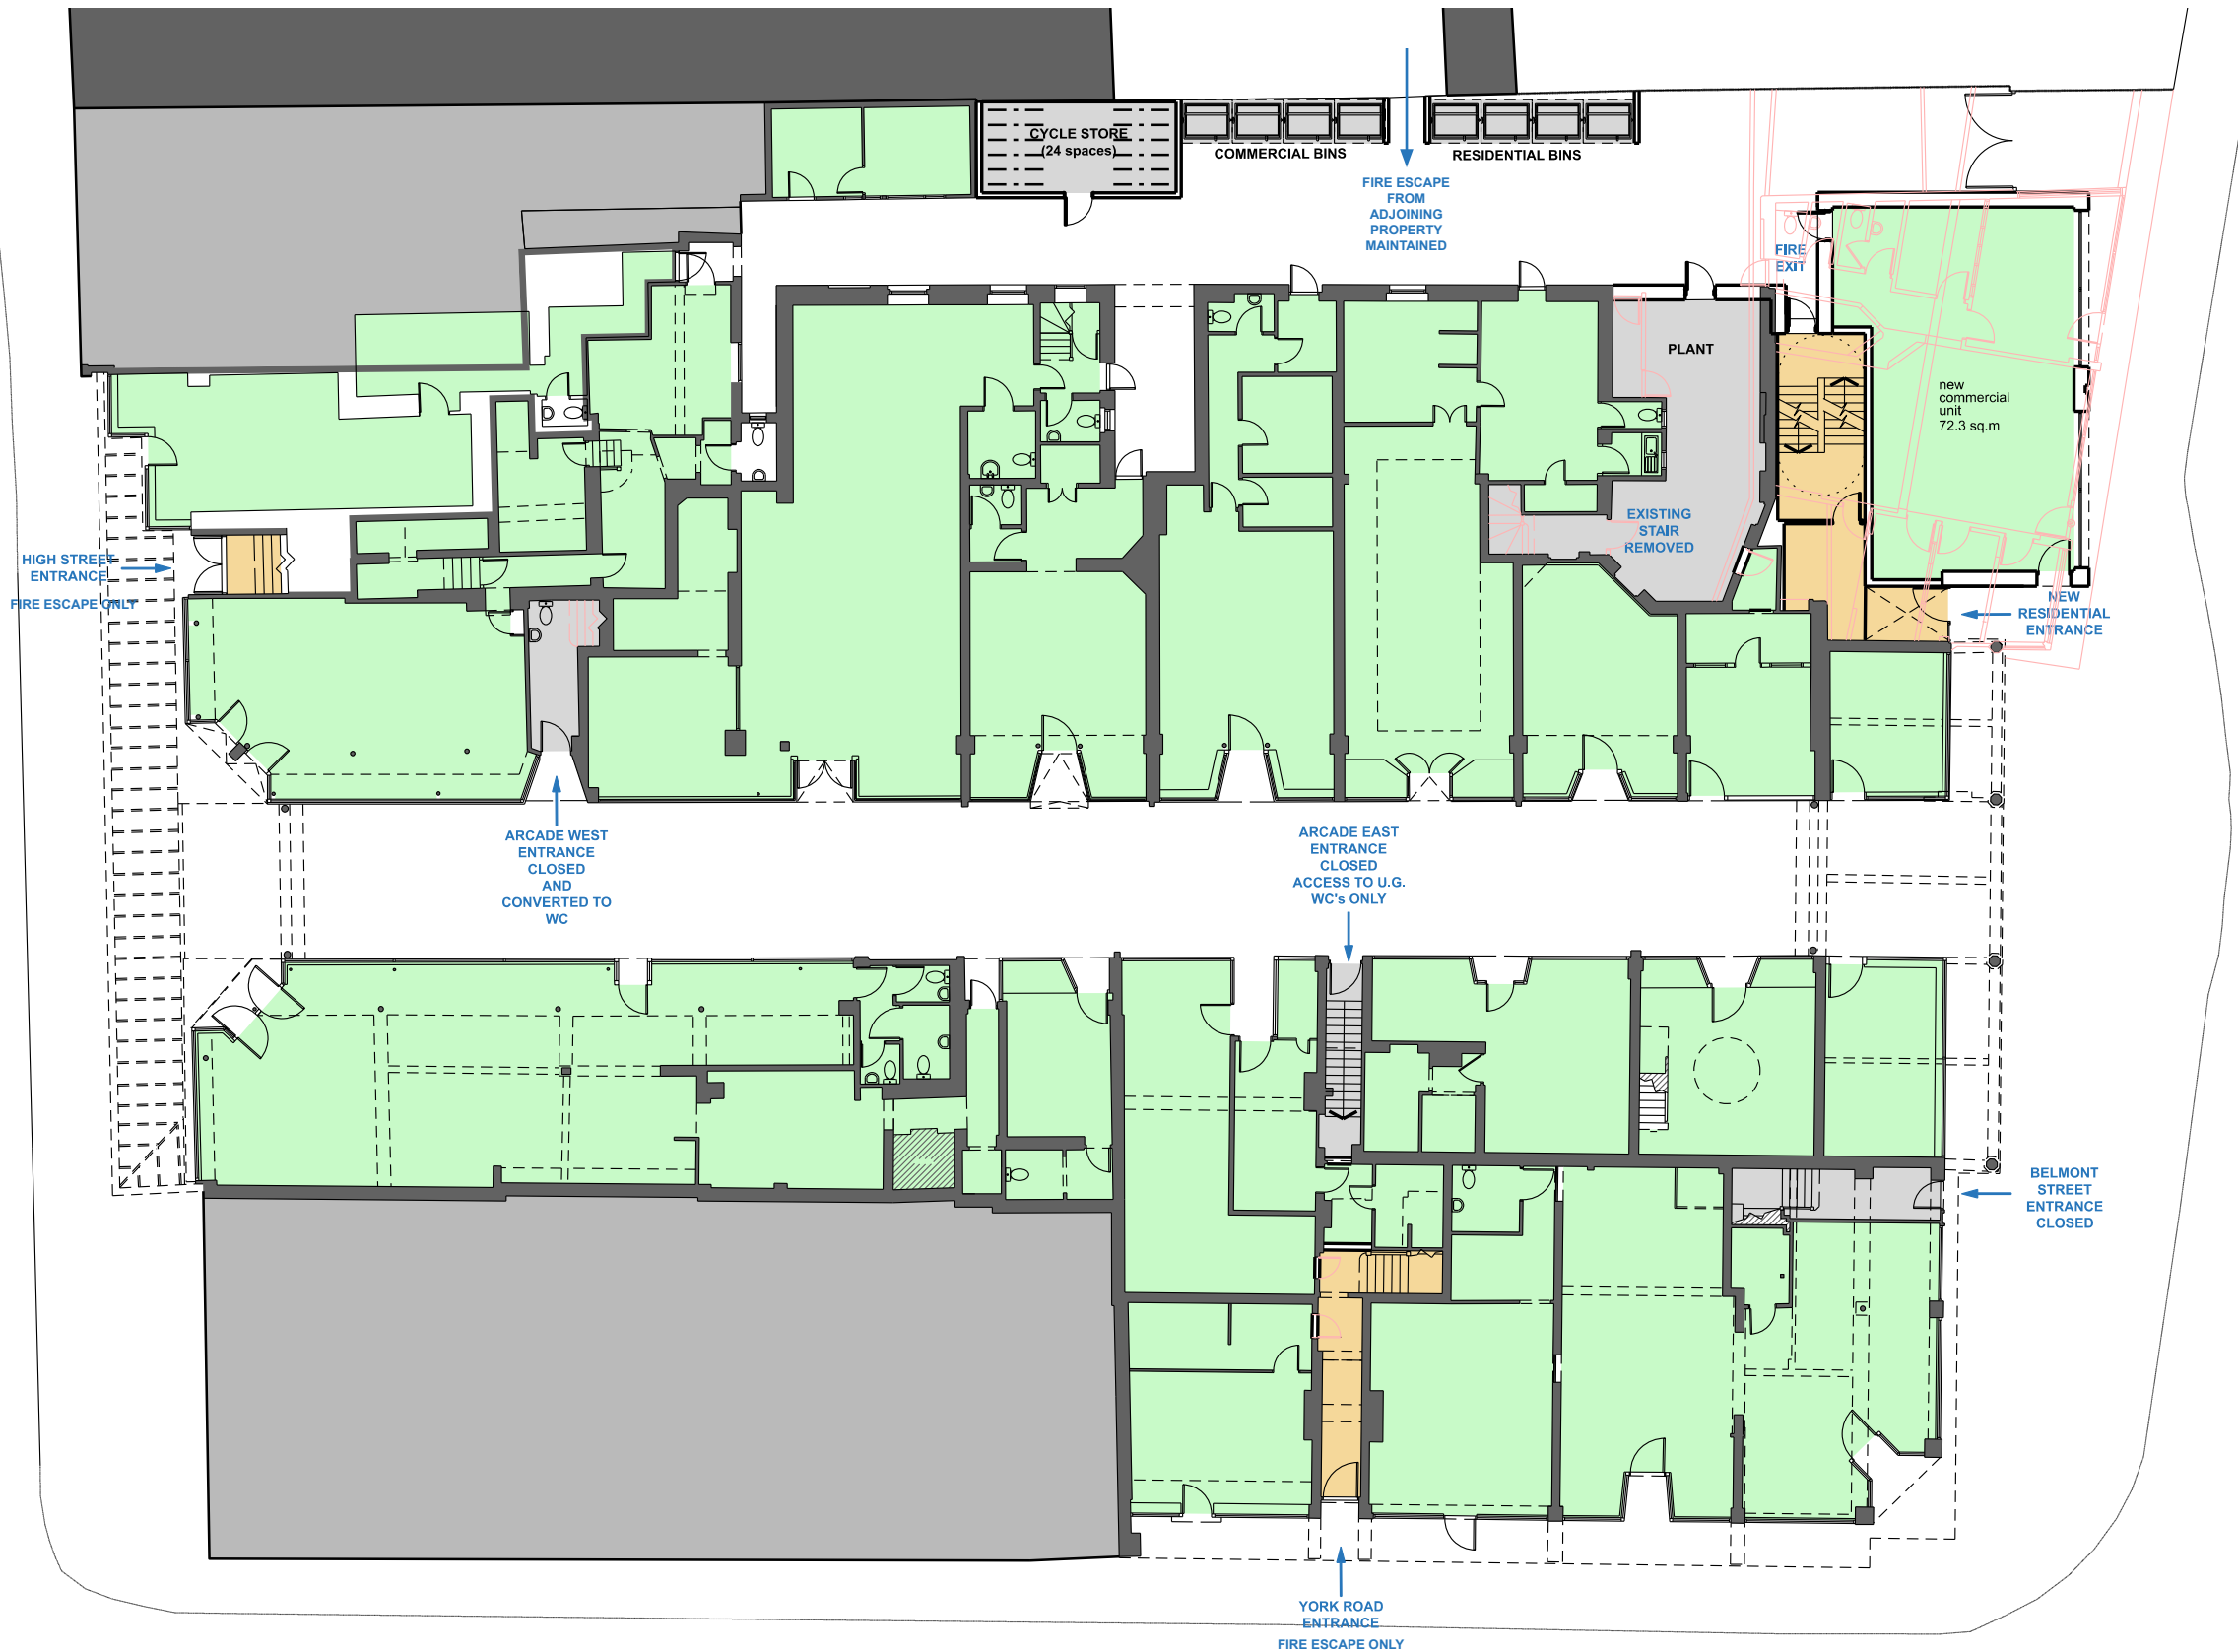 CYCLE STORE
(24 spaces)
COMMERCIAL BINS
RESIDENTIAL BINS
FIRE ESCAPE
FROM
ADJOINING
PROPERTY
MAINTAINED
FIRE
EXIT
PLANT
new
commercial
unit
72.3 sq.m
EXISTING
STAIR
REMOVED
HIGH STREET
ENTRANCE
FIRE ESCAPE ONLY
NEW
RESIDENTIAL
ENTRANCE
ARCADE WEST
ENTRANCE
CLOSED
AND
CONVERTED TO
WC
ARCADE EAST
ENTRANCE
CLOSED
ACCESS TO U.G.
WC's ONLY
BELMONT
STREET
ENTRANCE
CLOSED
YORK ROAD
ENTRANCE
FIRE ESCAPE ONLY